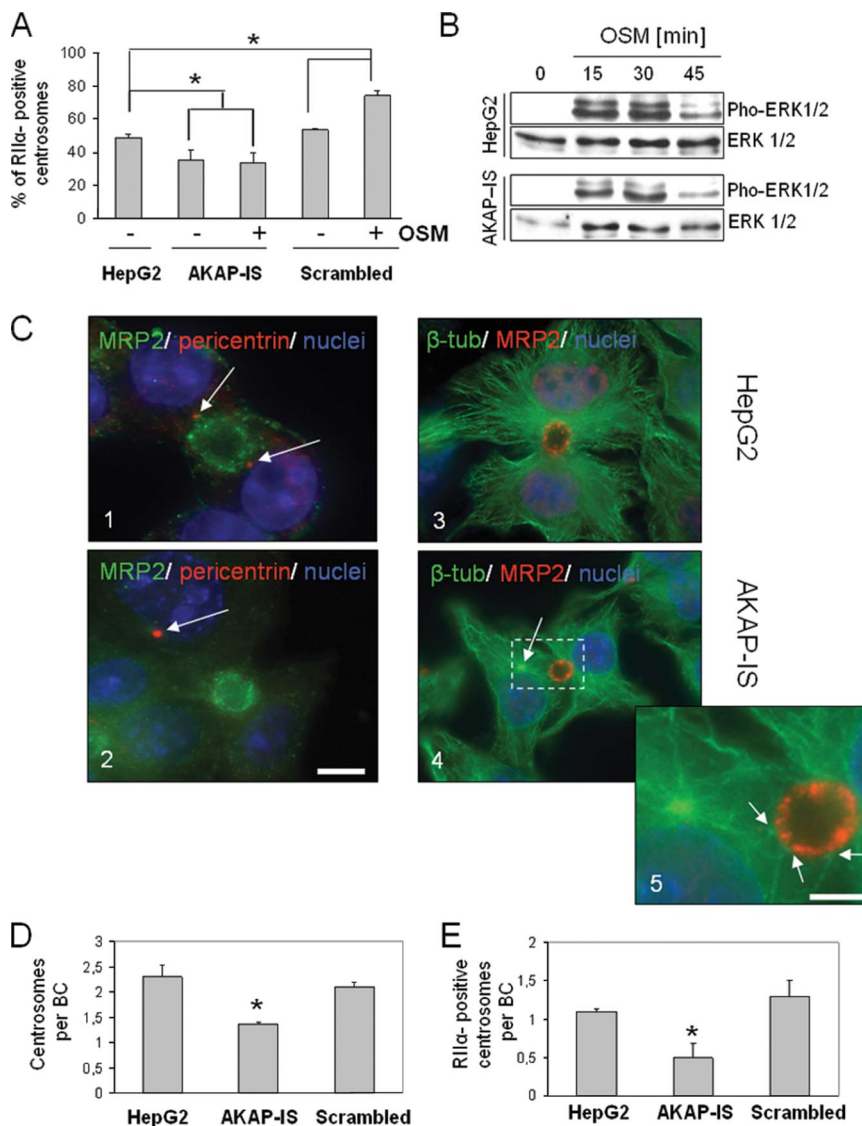 A
% of RIIα- positive
centrosomes
100
80
60
40
20
0
*
*
- - + - + OSM
HepG2 AKAP-IS Scrambled
B
OSM [min]
0 15 30 45
HepG2
Pho-ERK1/2
ERK 1/2
AKAP-IS
Pho-ERK1/2
ERK 1/2
C
MRP2/ pericentrin/ nuclei
1
β-tub/ MRP2/ nuclei
3
HepG2
MRP2/ pericentrin/ nuclei
2
β-tub/ MRP2/ nuclei
4
AKAP-IS
5
D
Centrosomes
per BC
3
2,5
2
1,5
1
0,5
0
*
HepG2 AKAP-IS Scrambled
E
RIIα- positive
centrosomes
per BC
2
1,5
1
0,5
0
*
HepG2 AKAP-IS Scrambled